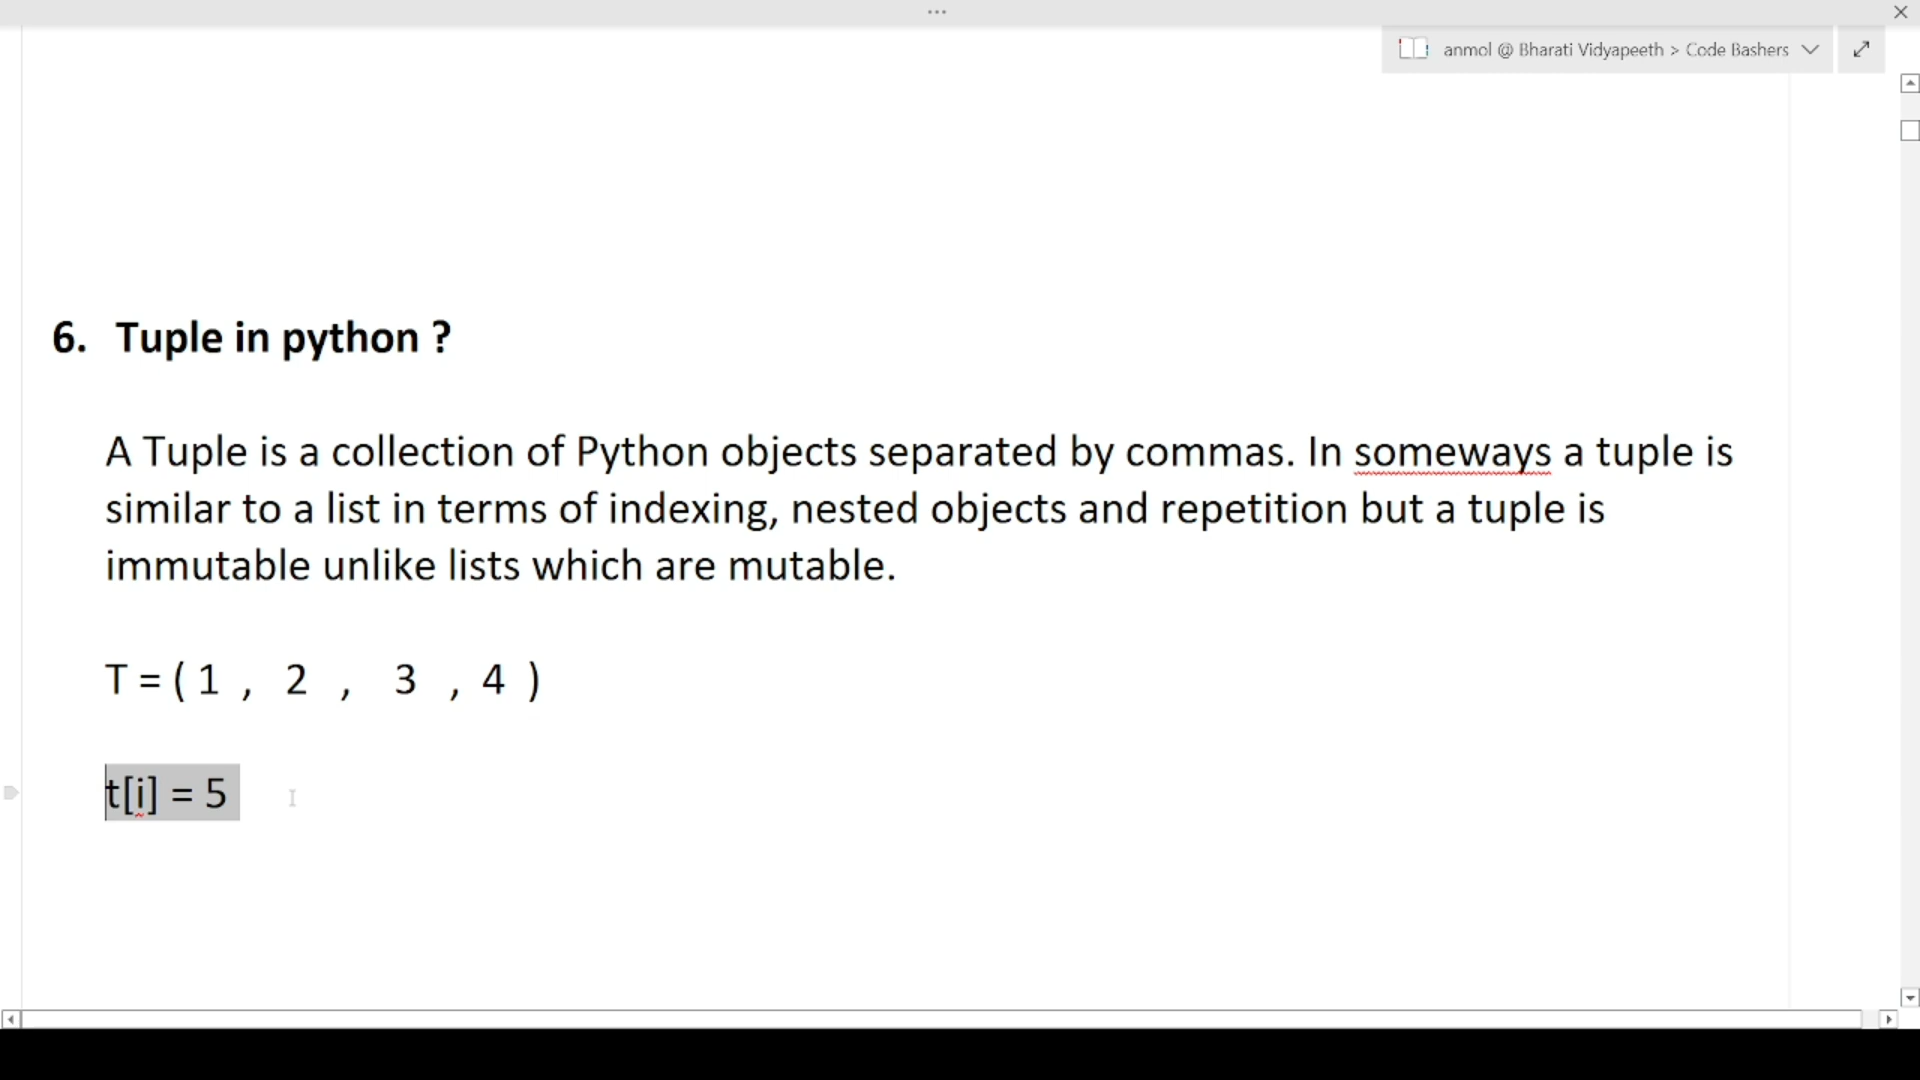 anmol @ Bharati Vidyapeeth > Code Bashers
6. Tuple in python ?
A Tuple is a collection of Python objects separated by commas. In someways a tuple is
similar to a list in terms of indexing, nested objects and repetition but a tuple is
immutable unlike lists which are mutable.
T = ( 1 , 2 , 3 , 4 )
t[i] = 5